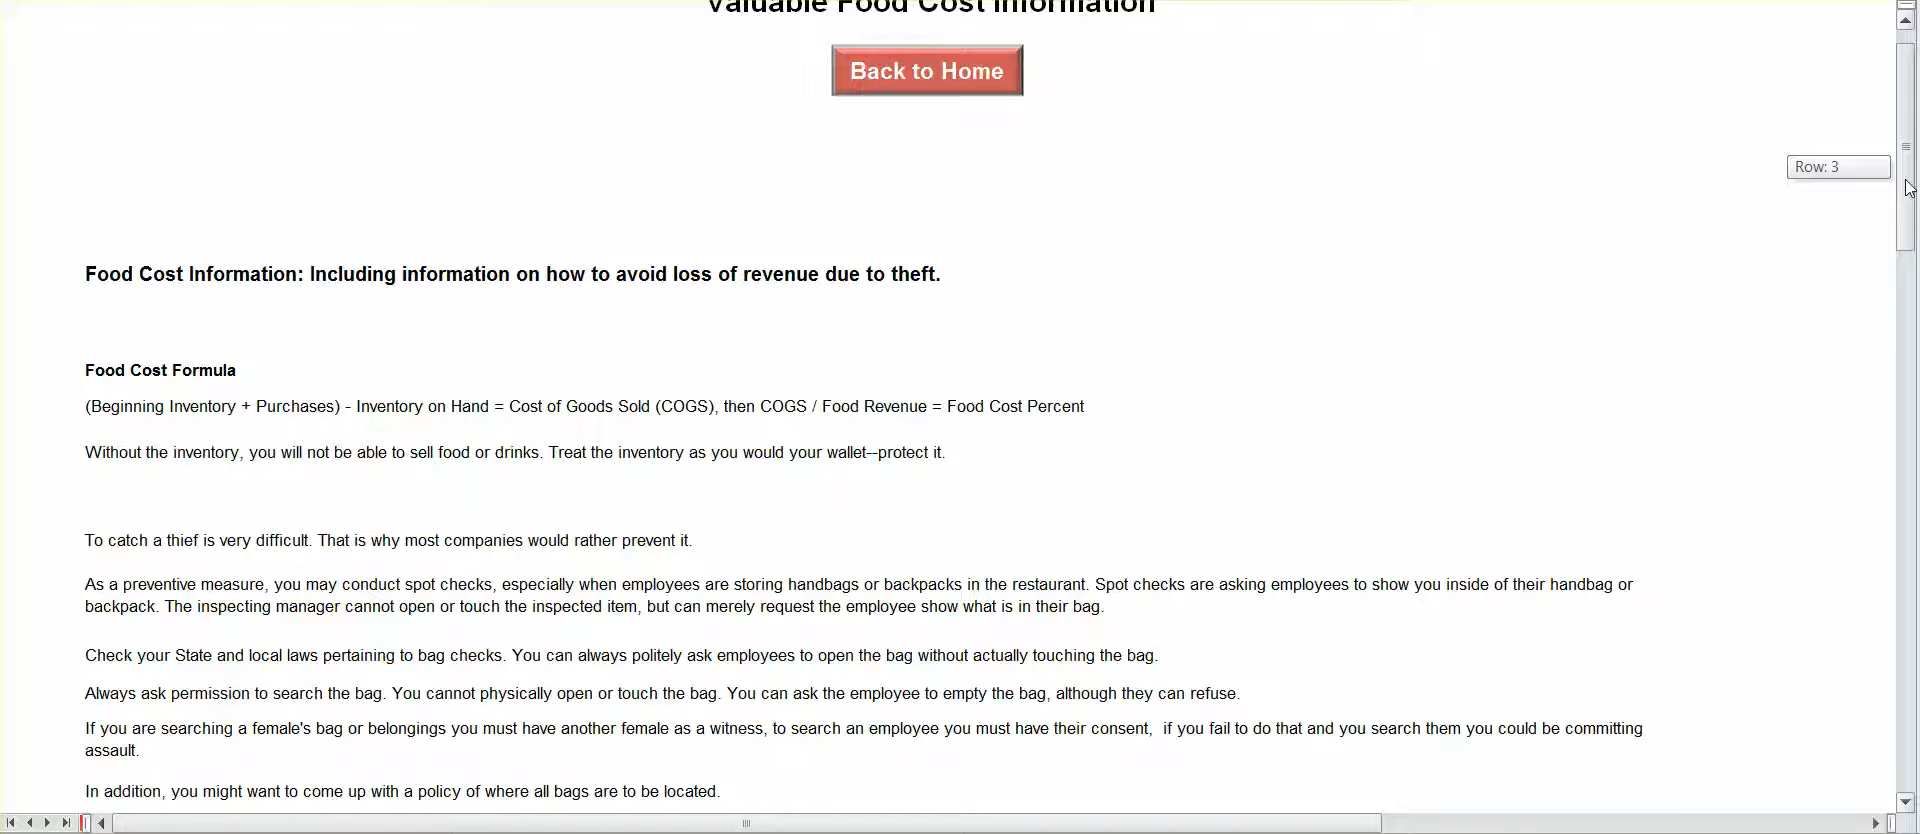 Valuable Food Cost Information
Back to Home
Row: 3
Food Cost Information: Including information on how to avoid loss of revenue due to theft.
Food Cost Formula
(Beginning Inventory + Purchases) - Inventory on Hand = Cost of Goods Sold (COGS), then COGS / Food Revenue = Food Cost Percent
Without the inventory, you will not be able to sell food or drinks. Treat the inventory as you would your wallet--protect it.
To catch a thief is very difficult. That is why most companies would rather prevent it.
As a preventive measure, you may conduct spot checks, especially when employees are storing handbags or backpacks in the restaurant. Spot checks are asking employees to show you inside of their handbag or
backpack. The inspecting manager cannot open or touch the inspected item, but can merely request the employee show what is in their bag.
Check your State and local laws pertaining to bag checks. You can always politely ask employees to open the bag without actually touching the bag.
Always ask permission to search the bag. You cannot physically open or touch the bag. You can ask the employee to empty the bag, although they can refuse.
If you are searching a female's bag or belongings you must have another female as a witness, to search an employee you must have their consent,  if you fail to do that and you search them you could be committing
assault.
In addition, you might want to come up with a policy of where all bags are to be located.